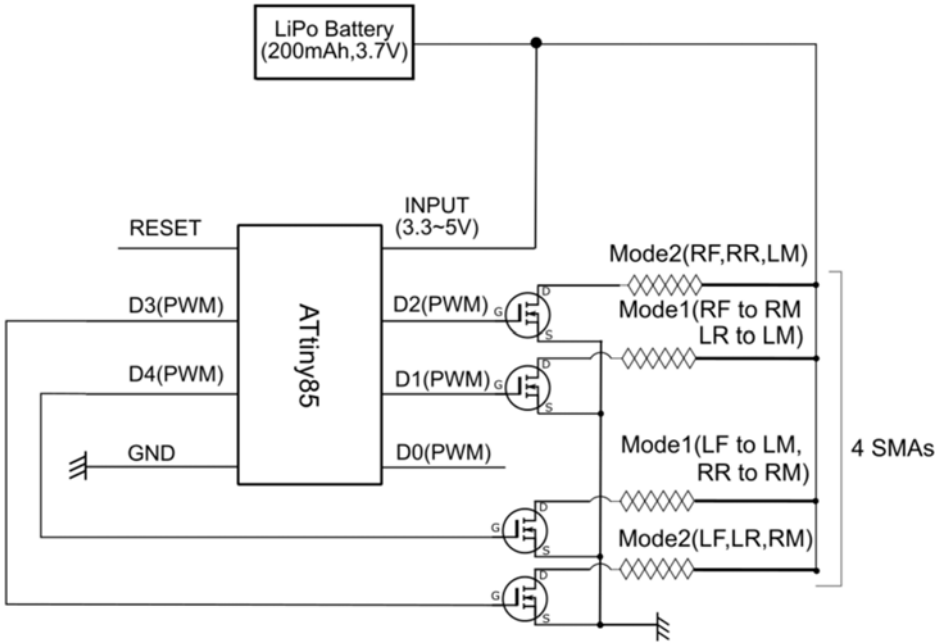 LiPo Battery
(200mAh,3.7V)
RESET
INPUT
(3.3~5V)
D3(PWM)
D2(PWM)
D4(PWM)
D1(PWM)
GND
D0(PWM)
ATtiny85
Mode2(RF,RR,LM)
G
D
S
Mode1(RF to RM
LR to LM)
G
D
S
Mode1(LF to LM,
RR to RM)
G
D
S
Mode2(LF,LR,RM)
G
D
S
4 SMAs